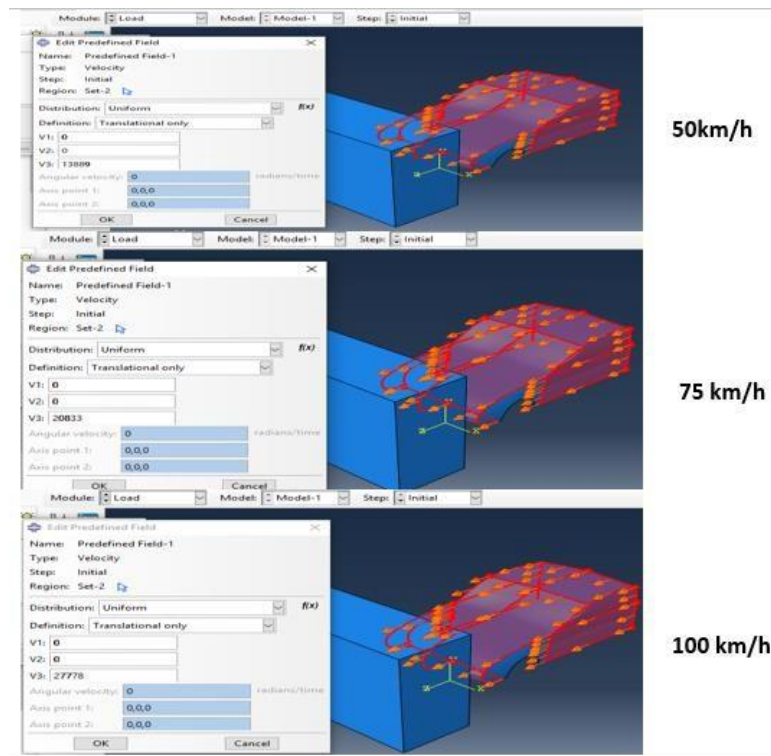 Module: Load Model: Model-1 Step: Initial
Edit Predefined Field
Name: Predefined Field-1
Type: Velocity
Step: Initial
Region: Set-2
Distribution: Uniform f(x)
Definition: Translational only
V1: 0
V2: 0
V3: 13889
Angular velocity: 0 radians/time
Axis point 1: 0,0,0
Axis point 2: 0,0,0
OK Cancel
50km/h
Module: Load Model: Model-1 Step: Initial
Edit Predefined Field
Name: Predefined Field-1
Type: Velocity
Step: Initial
Region: Set-2
Distribution: Uniform f(x)
Definition: Translational only
V1: 0
V2: 0
V3: 20833
Angular velocity: 0 radians/time
Axis point 1: 0,0,0
Axis point 2: 0,0,0
OK Cancel
75 km/h
Module: Load Model: Model-1 Step: Initial
Edit Predefined Field
Name: Predefined Field-1
Type: Velocity
Step: Initial
Region: Set-2
Distribution: Uniform f(x)
Definition: Translational only
V1: 0
V2: 0
V3: 27778
Angular velocity: 0 radians/time
Axis point 1: 0,0,0
Axis point 2: 0,0,0
OK Cancel
100 km/h